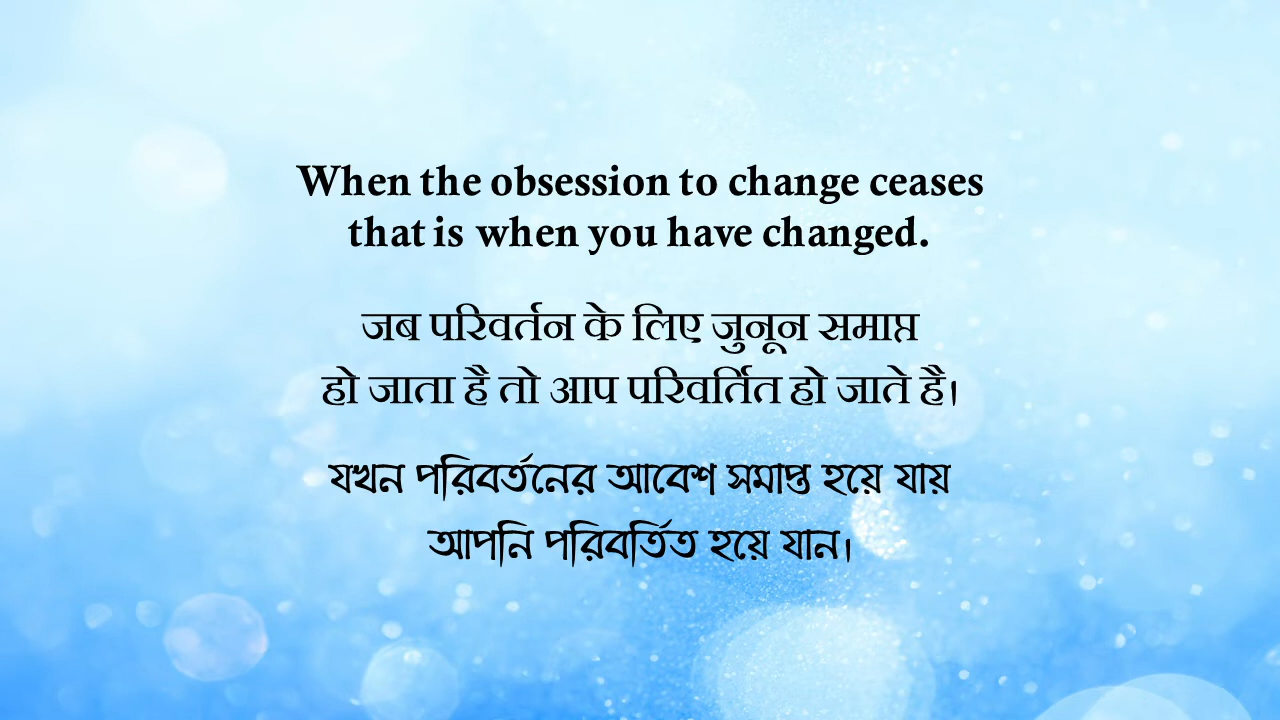 When the obsession to change ceases
that is when you have changed.
जब परिवर्तन के लिए जुनून समाप्त
हो जाता है तो आप परिवर्तित हो जाते है।
যখন পরিবর্তনের আবেশ সমাপ্ত হয়ে যায়
আপনি পরিবর্তিত হয়ে যান।